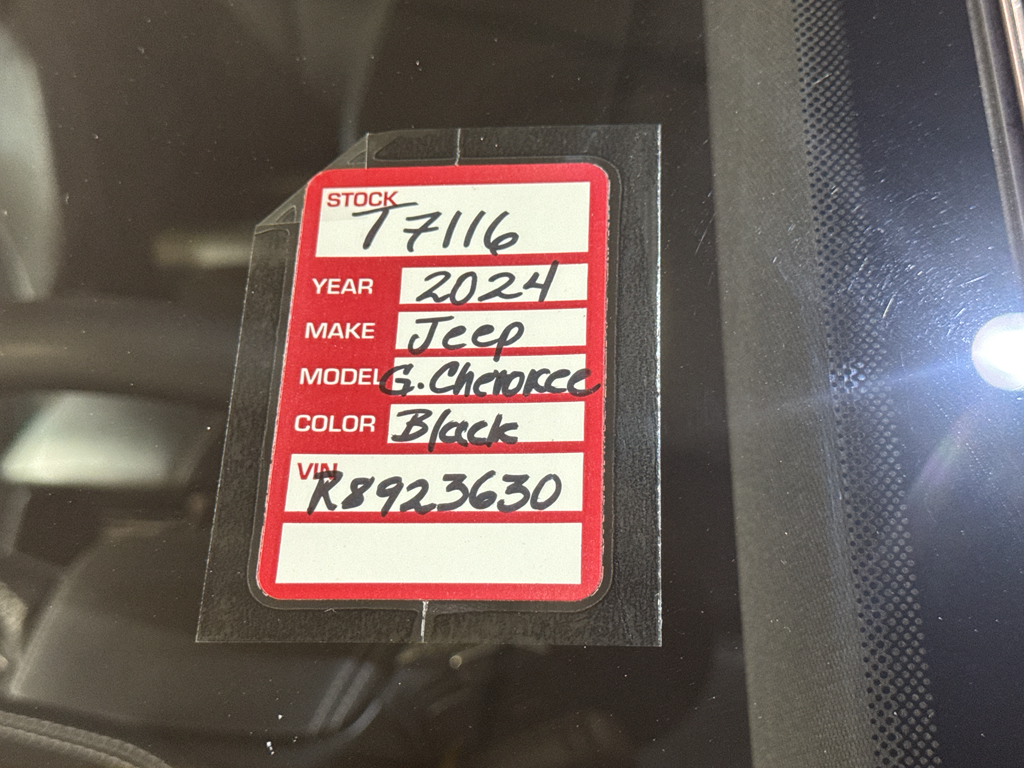 STOCK
T7116
YEAR 2024
MAKE Jeep
MODEL G. Cherokee
COLOR Black
VIN
R8923630